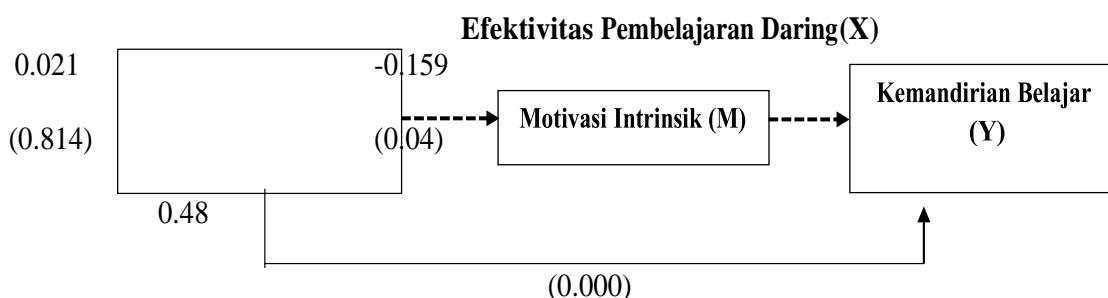 Efektivitas Pembelajaran Daring(X)
0.021
-0.159
(0.814)
(0.04)
Motivasi Intrinsik (M)
Kemandirian Belajar
(Y)
0.48
(0.000)